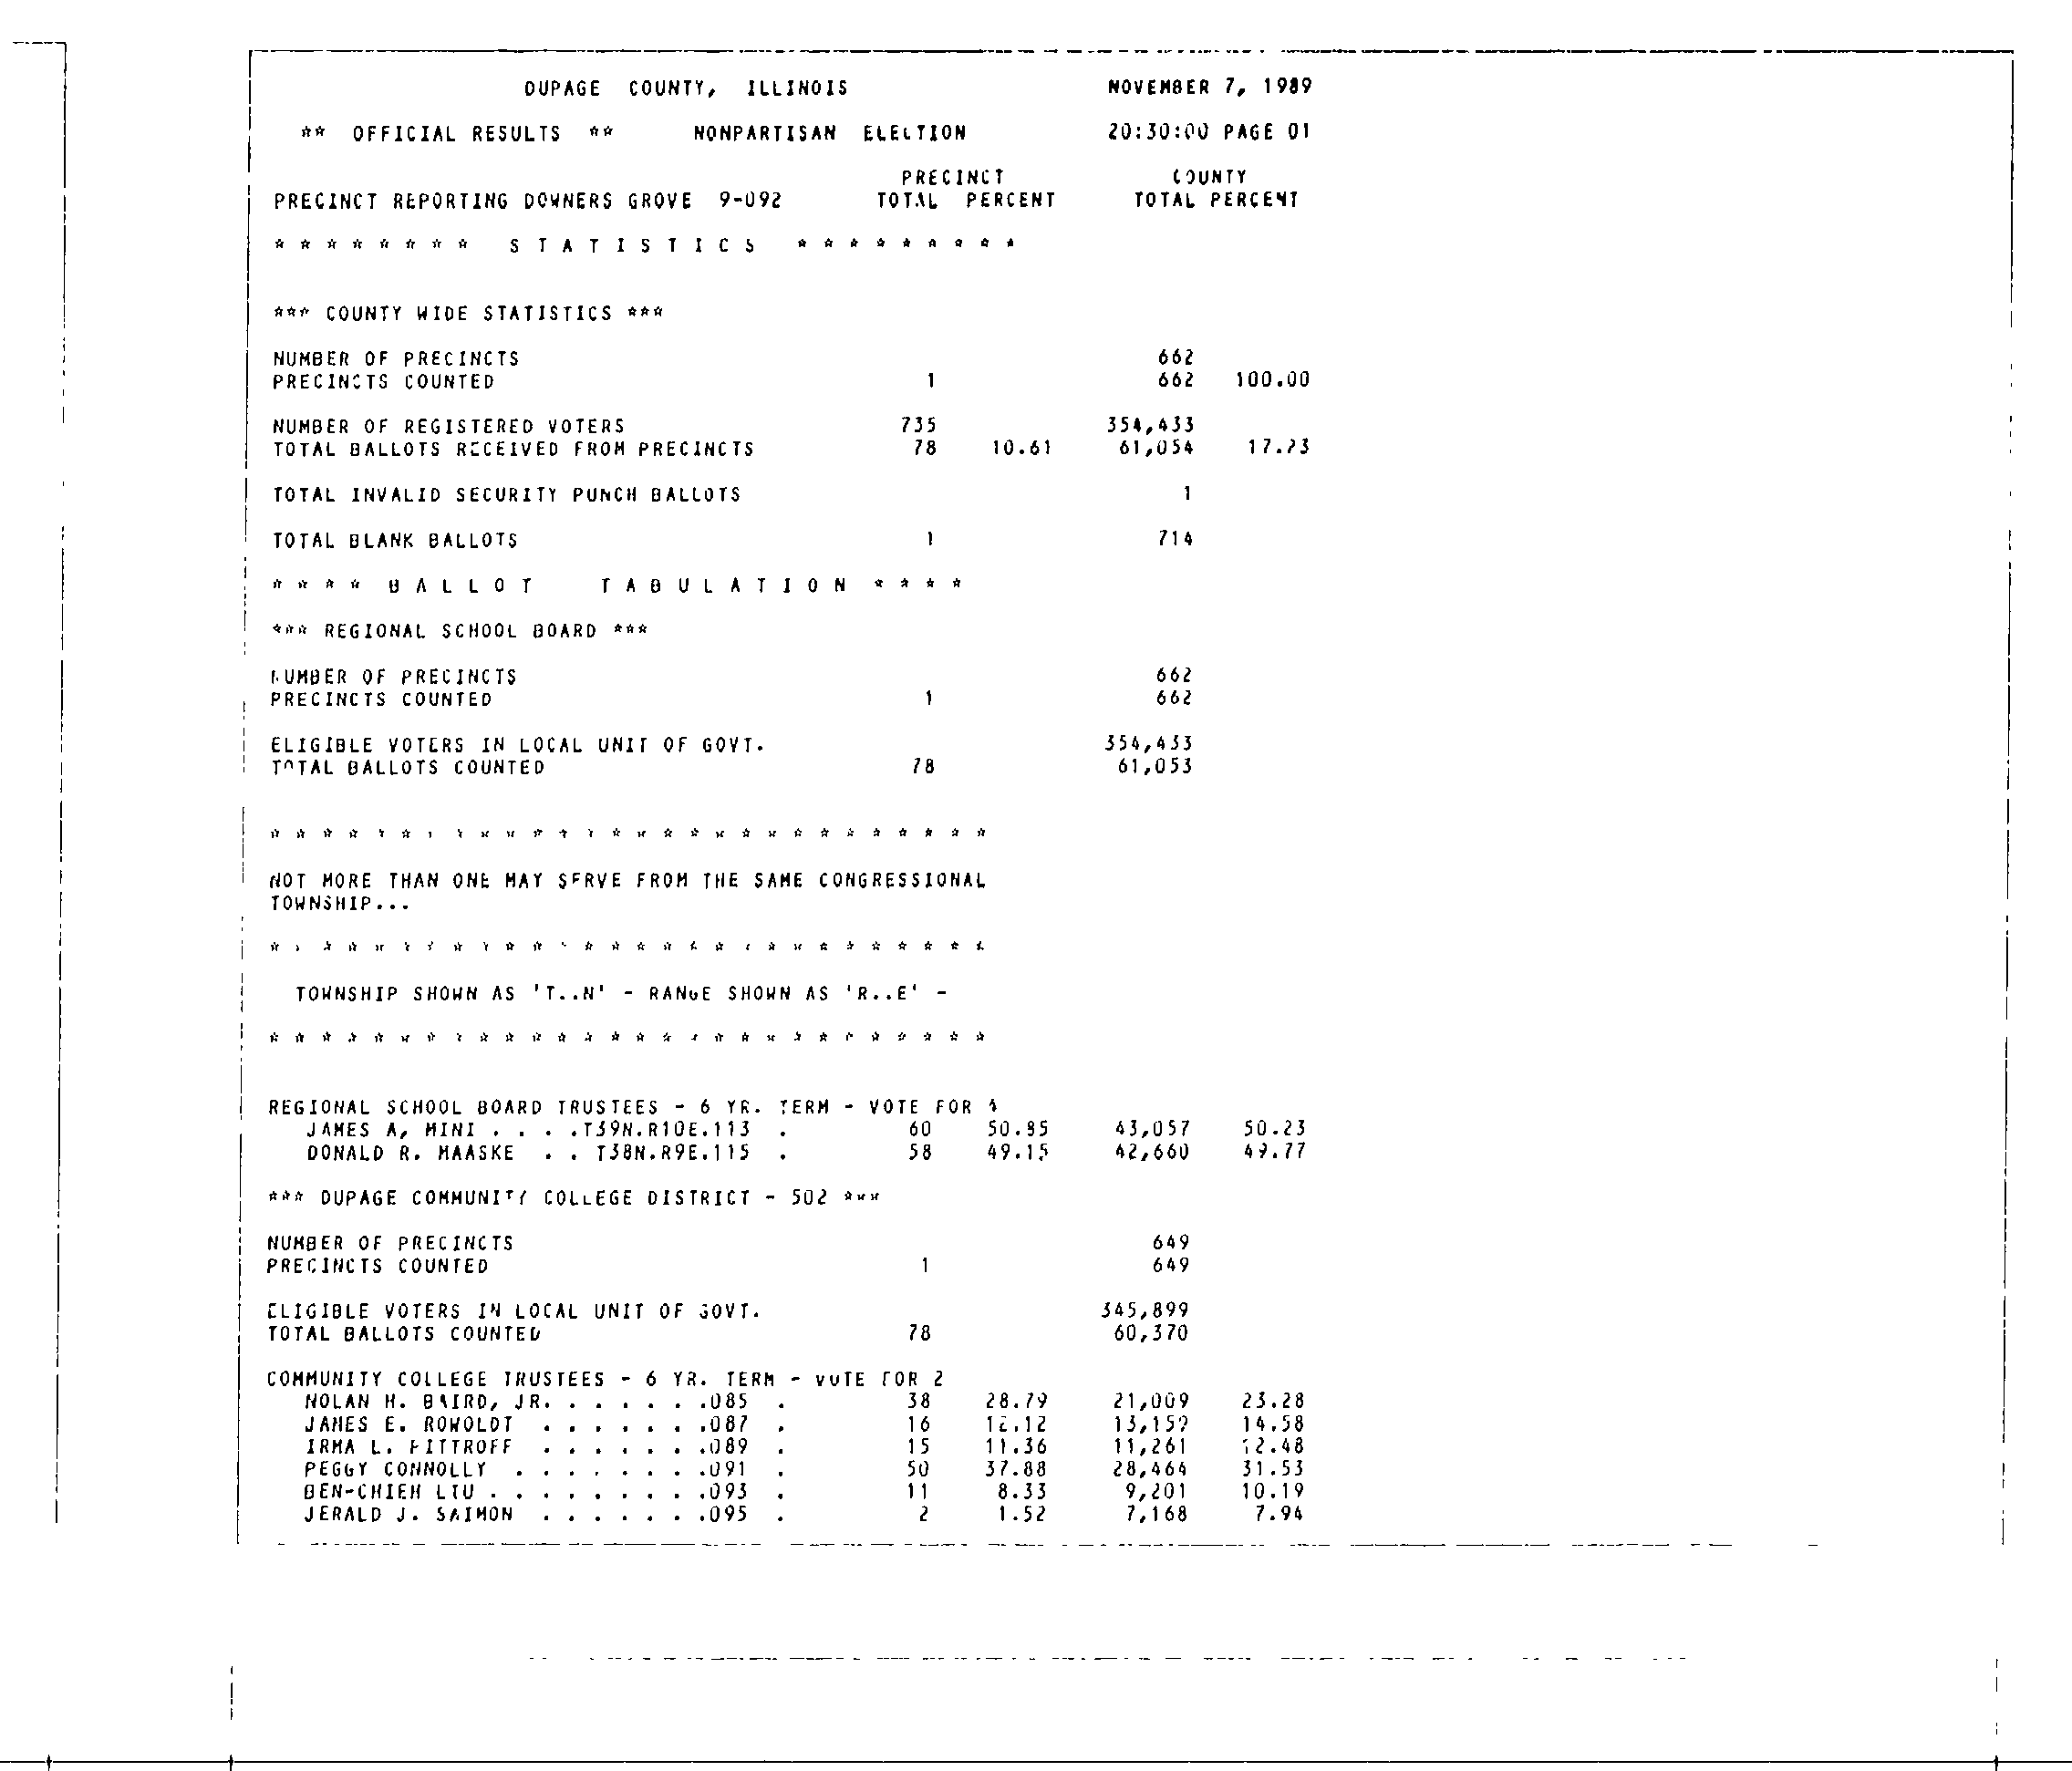 DUPAGE COUNTY, ILLINOIS NOVEMBER 7, 1989
** OFFICIAL RESULTS ** NONPARTISAN ELECTION 20:30:00 PAGE 01
PRECINCT COUNTY
PRECINCT REPORTING DOWNERS GROVE 9-092 TOTAL PERCENT TOTAL PERCENT
* * * * * * * * S T A T I S T I C S * * * * * * * * *
*** COUNTY WIDE STATISTICS ***
NUMBER OF PRECINCTS 662
PRECINCTS COUNTED 1 662 100.00
NUMBER OF REGISTERED VOTERS 735 354,433
TOTAL BALLOTS RECEIVED FROM PRECINCTS 78 10.61 61,054 17.23
TOTAL INVALID SECURITY PUNCH BALLOTS 1
TOTAL BLANK BALLOTS 1 714
* * * * B A L L O T T A B U L A T I O N * * * *
*** REGIONAL SCHOOL BOARD ***
NUMBER OF PRECINCTS 662
PRECINCTS COUNTED 1 662
ELIGIBLE VOTERS IN LOCAL UNIT OF GOVT. 354,433
TOTAL BALLOTS COUNTED 78 61,053
* * * * * * * * * * * * * * * * * * * * * * * * * * * *
NOT MORE THAN ONE MAY SERVE FROM THE SAME CONGRESSIONAL
TOWNSHIP...
* * * * * * * * * * * * * * * * * * * * * * * * * * * *
TOWNSHIP SHOWN AS 'T..N' - RANGE SHOWN AS 'R..E' -
* * * * * * * * * * * * * * * * * * * * * * * * * * * *
REGIONAL SCHOOL BOARD TRUSTEES - 6 YR. TERM - VOTE FOR 4
JAMES A. MINI . . . .T39N.R10E.113 . 60 50.85 43,057 50.23
DONALD R. MAASKE . . T38N.R9E.115 . 58 49.15 42,660 49.77
*** DUPAGE COMMUNITY COLLEGE DISTRICT - 502 ***
NUMBER OF PRECINCTS 649
PRECINCTS COUNTED 1 649
ELIGIBLE VOTERS IN LOCAL UNIT OF GOVT. 345,899
TOTAL BALLOTS COUNTED 78 60,370
COMMUNITY COLLEGE TRUSTEES - 6 YR. TERM - VOTE FOR 2
NOLAN H. BAIRD, JR. . . . . . .085 . 38 28.79 21,009 23.28
JAMES E. ROWOLDT . . . . . . .087 . 16 12.12 13,159 14.58
IRMA L. PITTROFF . . . . . . .089 . 15 11.36 11,261 12.48
PEGGY CONNOLLY . . . . . . . .091 . 50 37.88 28,464 31.53
BEN-CHIEH LIU . . . . . . . . .093 . 11 8.33 9,201 10.19
JERALD J. SAIMON . . . . . . .095 . 2 1.52 7,168 7.94